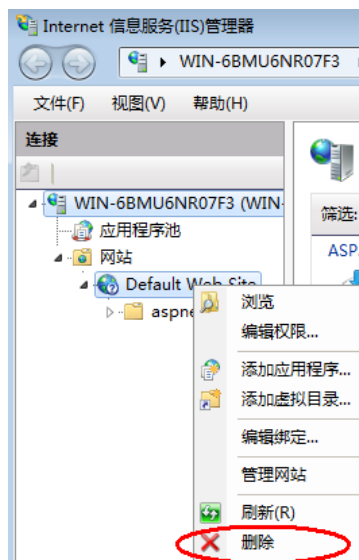 Internet 信息服务(IIS)管理器
WIN-6BMU6NR07F3
文件(F) 视图(V) 帮助(H)
连接
WIN-6BMU6NR07F3 (WIN-
筛选:
应用程序池
网站
ASP
Default Web Site
aspne
浏览
编辑权限...
添加应用程序...
添加虚拟目录...
编辑绑定...
管理网站
刷新(R)
删除